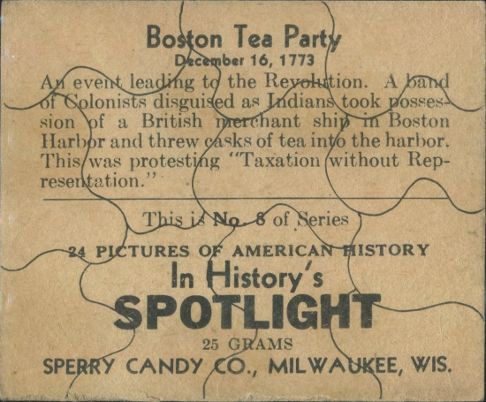 Boston Tea Party
December 16, 1773
An event leading to the Revolution. A band
of Colonists disguised as Indians took posses-
sion of a British merchant ship in Boston
Harbor and threw casks of tea into the harbor.
This was protesting "Taxation without Rep-
resentation."
This is No. 8 of Series
24 PICTURES OF AMERICAN HISTORY
In History's
SPOTLIGHT
25 GRAMS
SPERRY CANDY CO., MILWAUKEE, WIS.